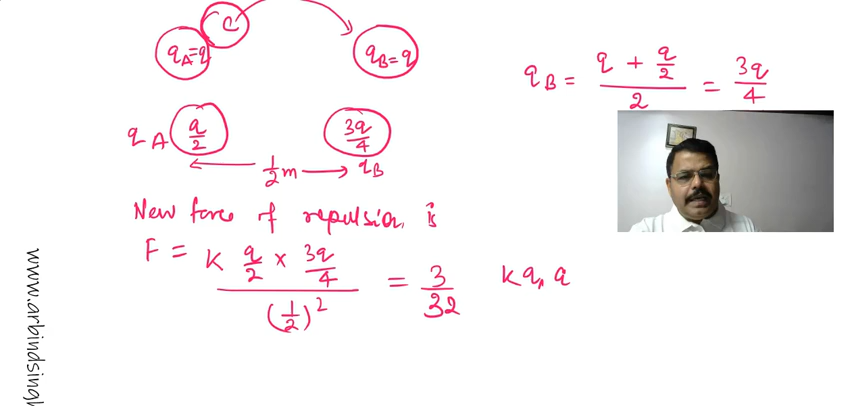 C
qA=q qB=q
qB = (q + q/2)/2 = 3q/4
qA q/2 3q/4
1/2 m qB
New force of repulsion is
F = K q/2 × 3q/4 / (1/2)² = 3/32 K q, q
www.arbindsingh